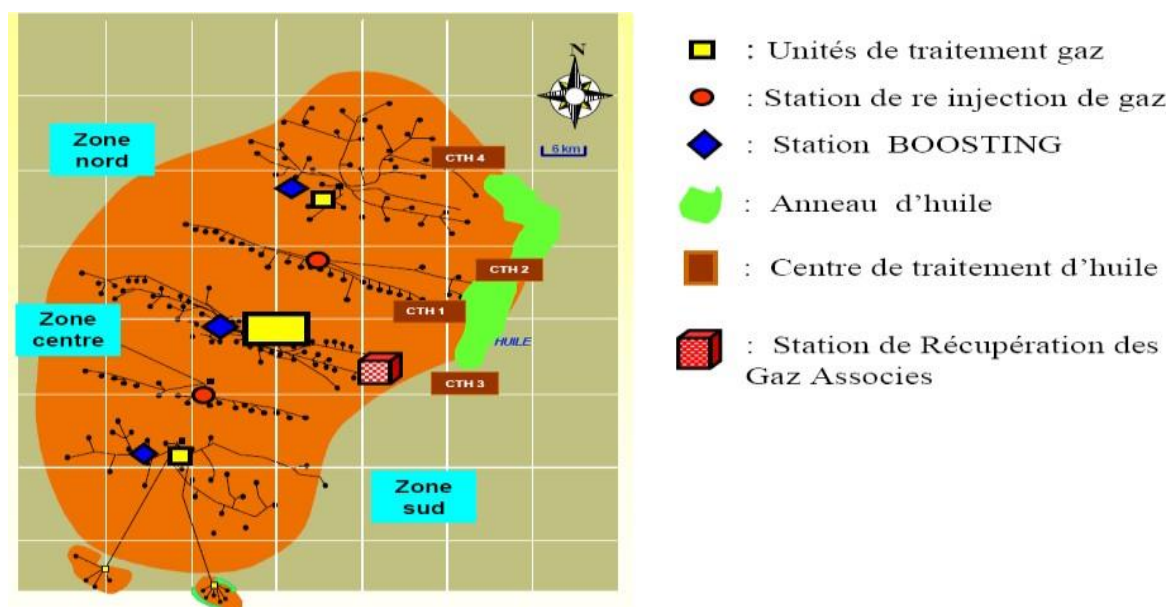 N
Zone
nord
6 km
CTH 4
CTH 2
Zone
centre
CTH 1
HUILE
CTH 3
Zone
sud
: Unités de traitement gaz
: Station de re injection de gaz
: Station BOOSTING
: Anneau d’huile
: Centre de traitement d’huile
: Station de Récupération des
Gaz Associes